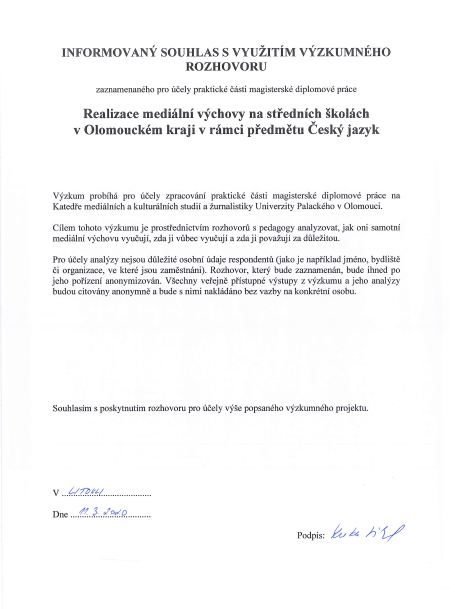 INFORMOVANÝ SOUHLAS S VYUŽITÍM VÝZKUMNÉHO
ROZHOVORU
zaznamenaného pro účely praktické části magisterské diplomové práce
Realizace mediální výchovy na středních školách
v Olomouckém kraji v rámci předmětu Český jazyk
Výzkum probíhá pro účely zpracování praktické části magisterské diplomové práce na
Katedře mediálních a kulturálních studií a žurnalistiky Univerzity Palackého v Olomouci.
Cílem tohoto výzkumu je prostřednictvím rozhovorů s pedagogy analyzovat, jak oni samotní
mediální výchovu vyučují, zda ji vůbec vyučují a zda ji považují za důležitou.
Pro účely analýzy nejsou důležité osobní údaje respondentů (jako je například jméno, bydliště
či organizace, ve které jsou zaměstnáni). Rozhovor, který bude zaznamenán, bude ihned po
jeho pořízení anonymizován. Všechny veřejně přístupné výstupy z výzkumu a jeho analýzy
budou citovány anonymně a bude s nimi nakládáno bez vazby na konkrétní osobu.
Souhlasím s poskytnutím rozhovoru pro účely výše popsaného výzkumného projektu.
V LITOVLI
Dne 11. 3. 2020
Podpis: